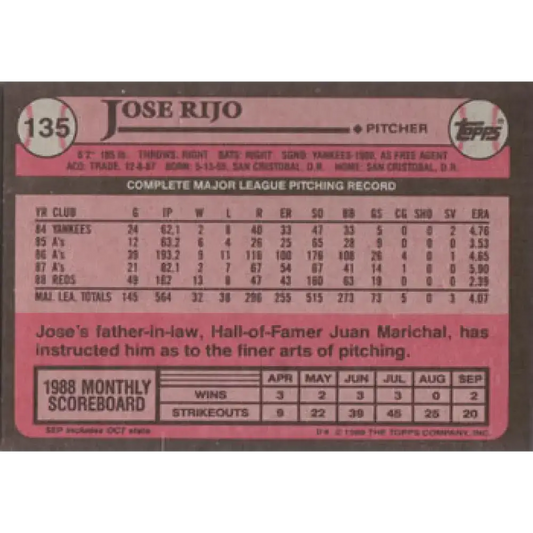 135
JOSE RIJO
PITCHER
TOPPS
6'2" 185 lb. THROWS: RIGHT BATS: RIGHT SGND: YANKEES-1980, AS FREE AGENT
ACQ: TRADE, 12-8-87 BORN: 5-13-65, SAN CRISTOBAL, D.R. HOME: SAN CRISTOBAL, D.R.
COMPLETE MAJOR LEAGUE PITCHING RECORD
YR CLUB G IP W L R ER SO BB GS CG SHO SV ERA
84 YANKEES 24 62.1 2 8 40 33 47 33 5 0 0 2 4.76
85 A's 12 63.2 6 4 26 25 65 28 9 0 0 0 3.53
86 A's 39 193.2 9 11 116 100 176 108 26 4 0 1 4.65
87 A's 21 82.1 2 7 67 54 67 41 14 1 0 0 5.90
88 REDS 49 162 13 8 47 43 160 63 19 0 0 0 2.39
MAJ. LEA. TOTALS 145 564 32 38 296 255 515 273 73 5 0 3 4.07
Jose's father-in-law, Hall-of-Famer Juan Marichal, has
instructed him as to the finer arts of pitching.
1988 MONTHLY
SCOREBOARD
APR MAY JUN JUL AUG SEP
WINS 3 2 3 3 0 2
STRIKEOUTS 9 22 39 45 25 20
SEP includes OCT stats
© 1989 THE TOPPS COMPANY, INC.